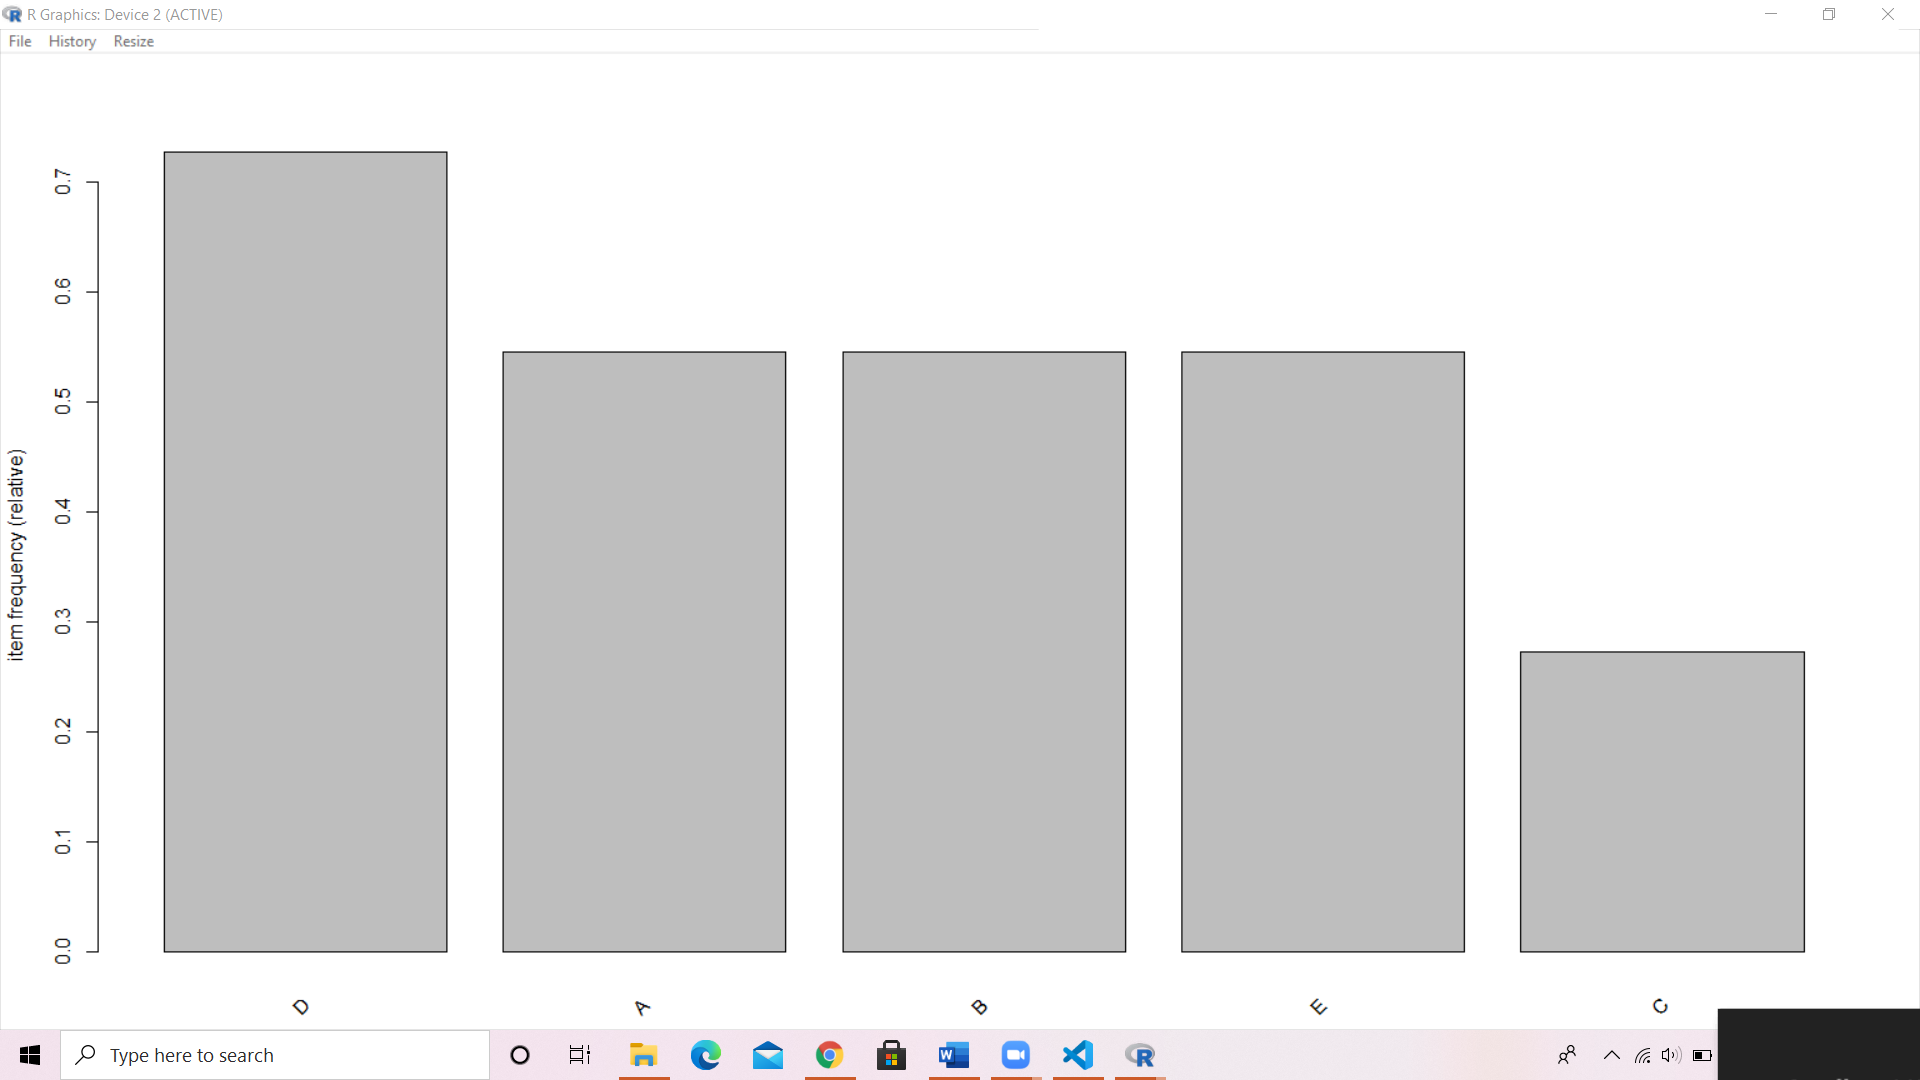 R Graphics: Device 2 (ACTIVE)
File History Resize
item frequency (relative)
0.7
0.6
0.5
0.4
0.3
0.2
0.1
0.0
D A B E C
Type here to search